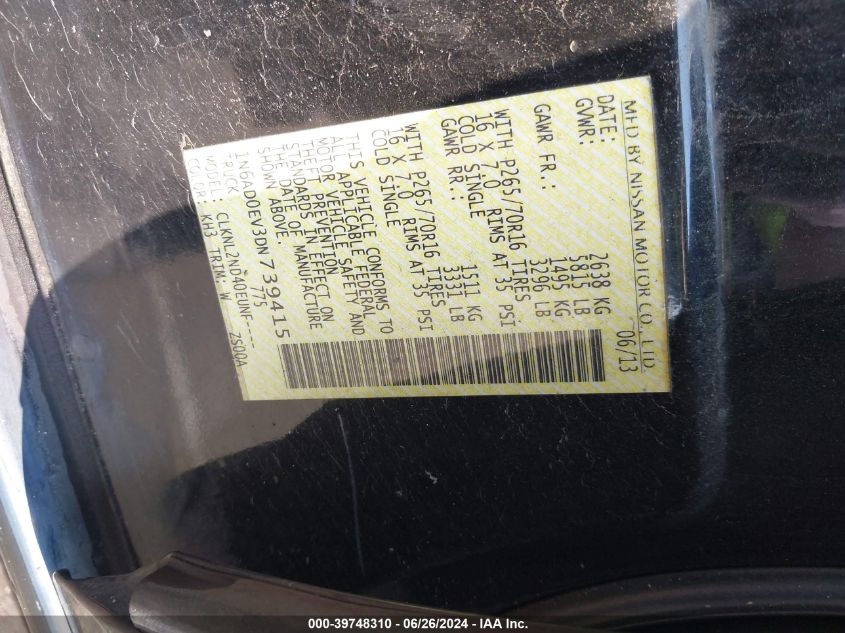 MFD BY NISSAN MOTOR CO., LTD.
DATE: 06/13
GVWR: 2638 KG
5815 LB
GAWR FR.: 1495 KG
3296 LB
WITH P265/70R16 TIRES
16 X 7.0 RIMS AT 35 PSI
COLD SINGLE
GAWR RR.: 1511 KG
3331 LB
WITH P265/70R16 TIRES
16 X 7.0 RIMS AT 35 PSI
COLD SINGLE
THIS VEHICLE CONFORMS TO
ALL APPLICABLE FEDERAL
MOTOR VEHICLE SAFETY AND
THEFT PREVENTION
STANDARDS IN EFFECT ON
THE DATE OF MANUFACTURE
SHOWN ABOVE.
1N6AD0EV3DN739415
TRUCK 775
MODEL: CLKNL2ND40EUNF-----
COLOR: KH3 TRIM: W ZS00A
000-39748310 / 06/26/2024 - IAA Inc.